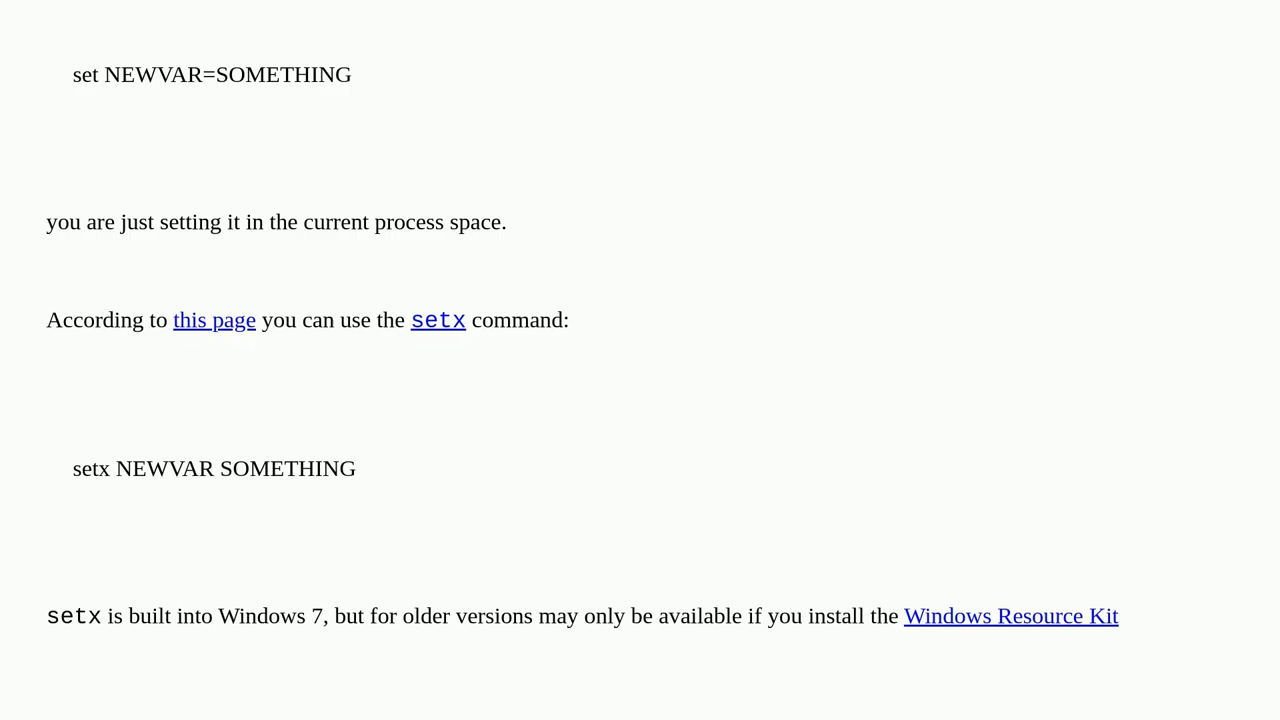 set NEWVAR=SOMETHING
you are just setting it in the current process space.
According to this page you can use the setx command:
setx NEWVAR SOMETHING
setx is built into Windows 7, but for older versions may only be available if you install the Windows Resource Kit